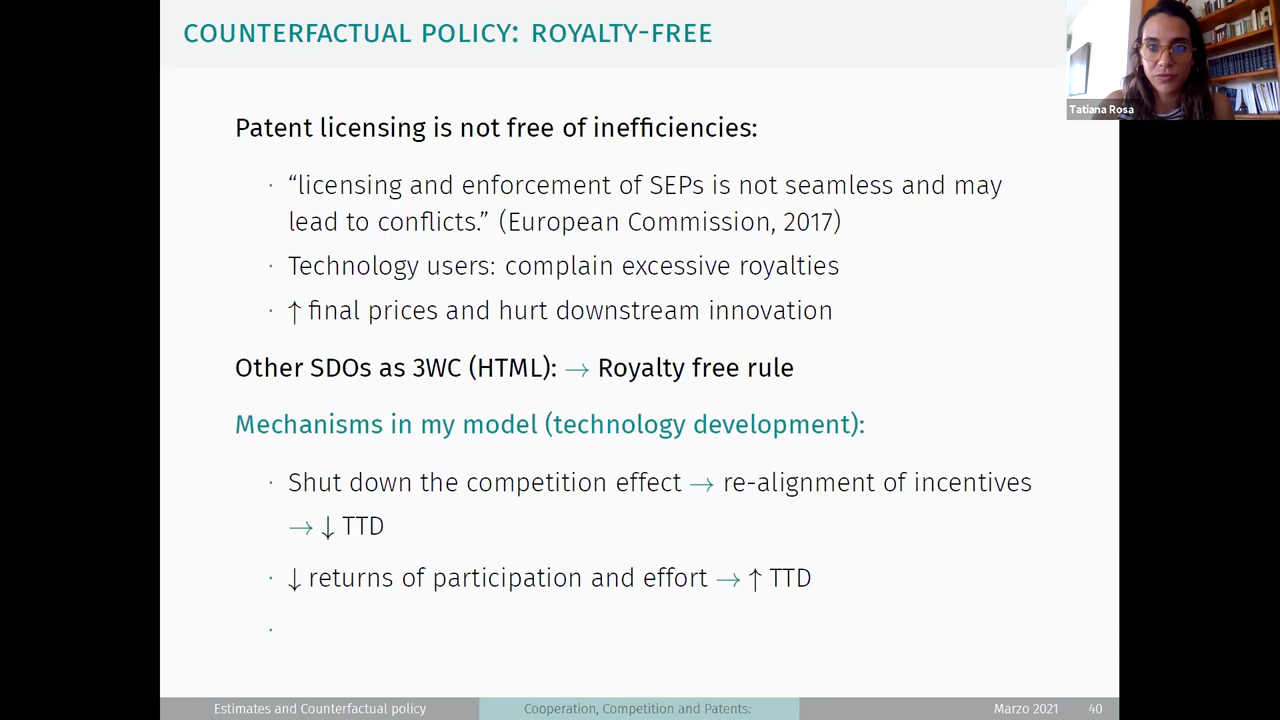 COUNTERFACTUAL POLICY: ROYALTY-FREE
Tatiana Rosa
Patent licensing is not free of inefficiencies:
· “licensing and enforcement of SEPs is not seamless and may
lead to conflicts.” (European Commission, 2017)
· Technology users: complain excessive royalties
· ↑ final prices and hurt downstream innovation
Other SDOs as 3WC (HTML): → Royalty free rule
Mechanisms in my model (technology development):
· Shut down the competition effect → re-alignment of incentives
→ ↓ TTD
· ↓ returns of participation and effort → ↑ TTD
·
Estimates and Counterfactual policy
Cooperation, Competition and Patents:
Marzo 2021
40